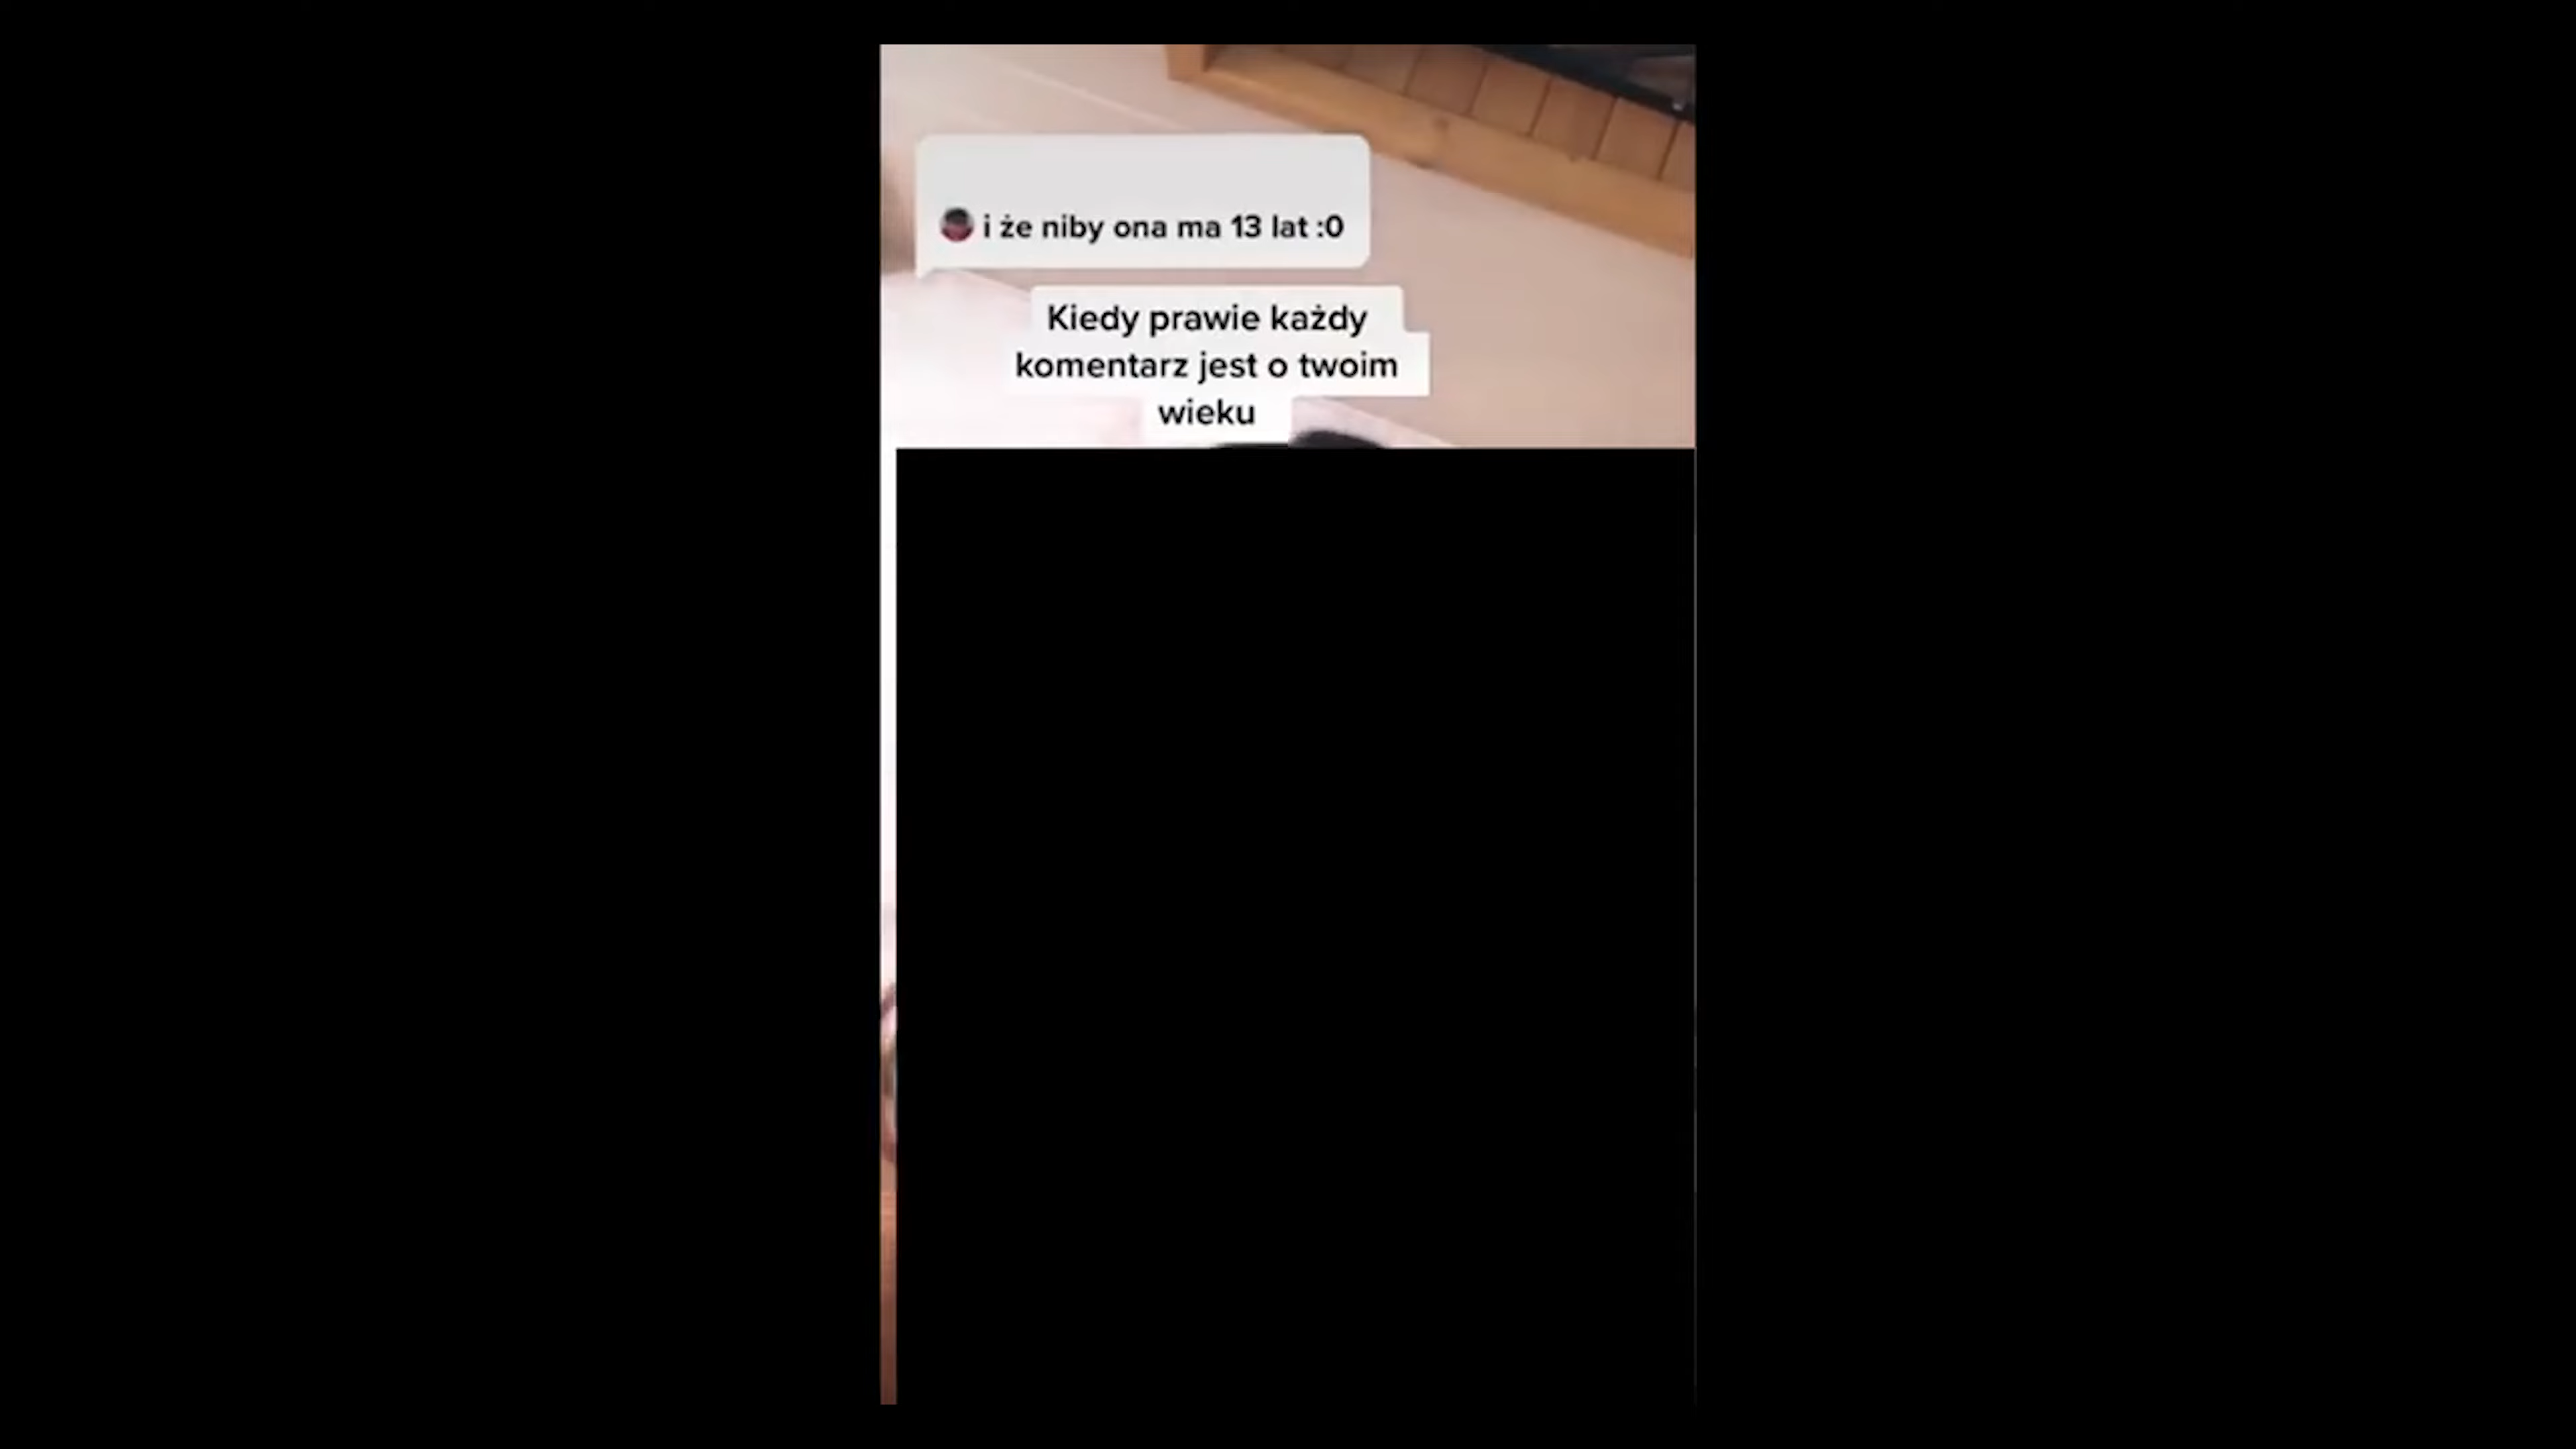 i że niby ona ma 13 lat :0
Kiedy prawie każdy
komentarz jest o twoim
wieku